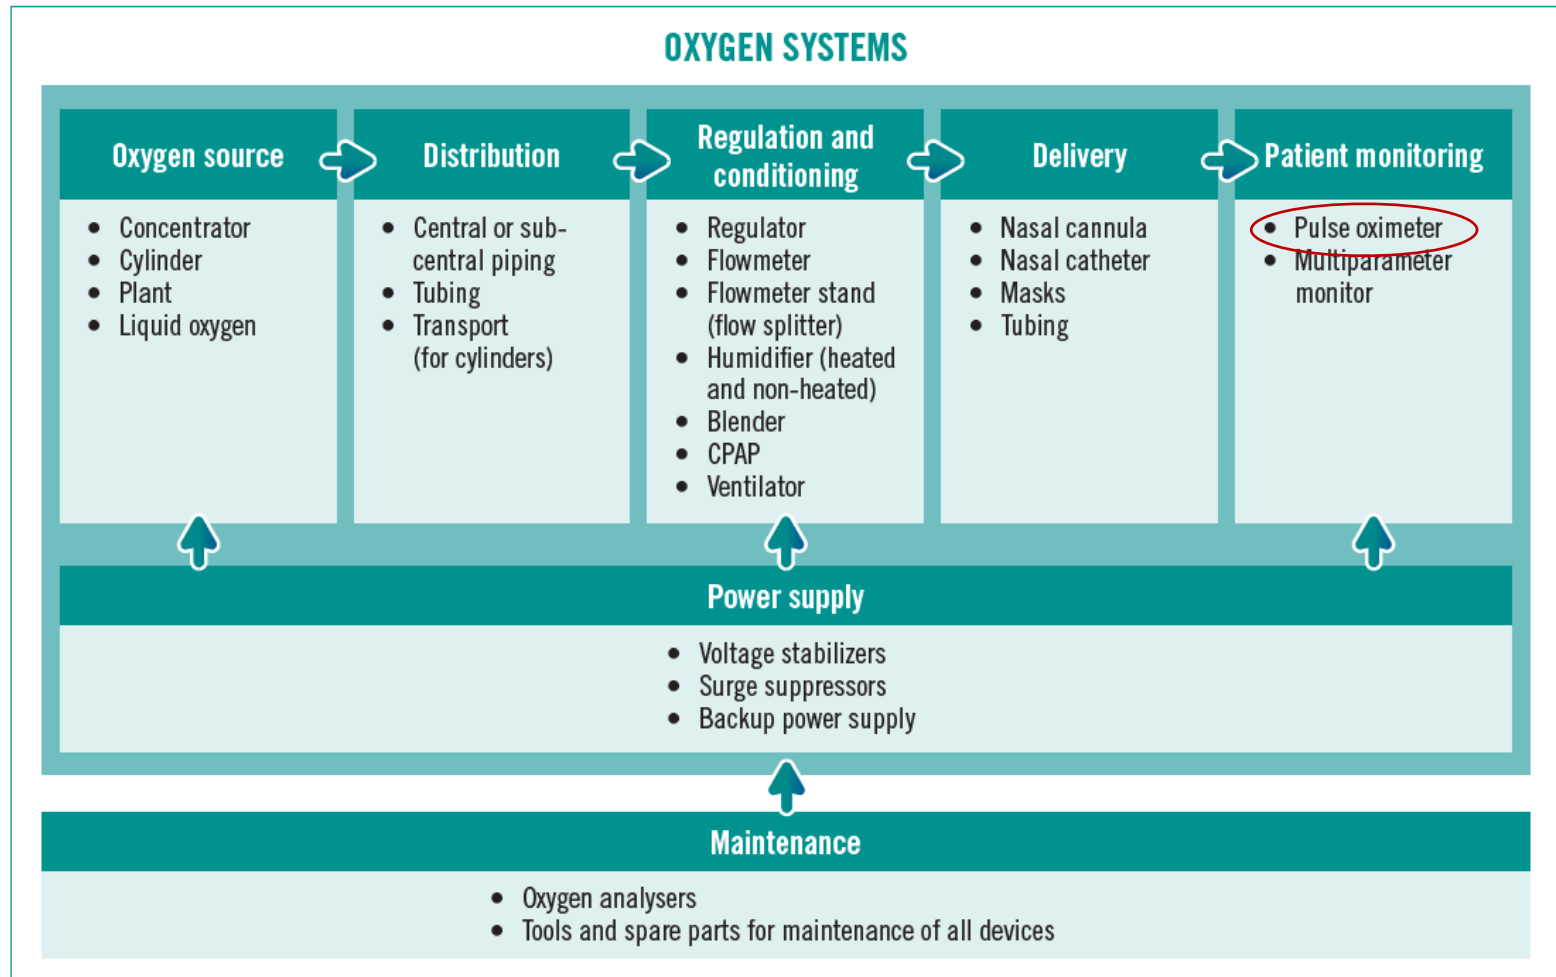 OXYGEN SYSTEMS
Oxygen source
• Concentrator
• Cylinder
• Plant
• Liquid oxygen
Distribution
• Central or sub-
central piping
• Tubing
• Transport
(for cylinders)
Regulation and
conditioning
• Regulator
• Flowmeter
• Flowmeter stand
(flow splitter)
• Humidifier (heated
and non-heated)
• Blender
• CPAP
• Ventilator
Delivery
• Nasal cannula
• Nasal catheter
• Masks
• Tubing
Patient monitoring
• Pulse oximeter
• Multiparameter
monitor
Power supply
• Voltage stabilizers
• Surge suppressors
• Backup power supply
Maintenance
• Oxygen analysers
• Tools and spare parts for maintenance of all devices